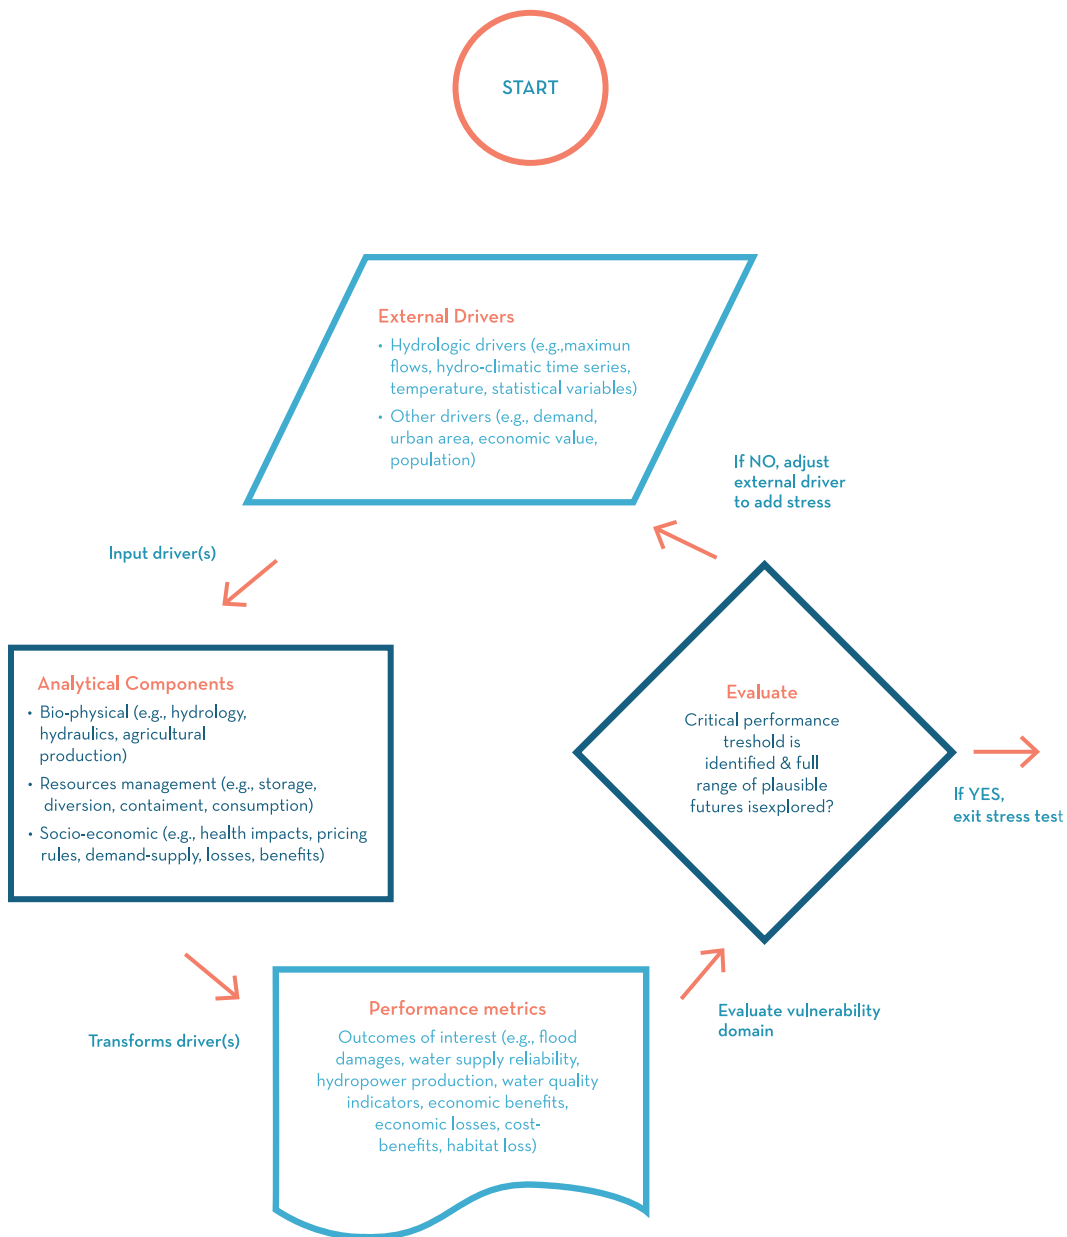 START
External Drivers
• Hydrologic drivers (e.g.,maximun
flows, hydro-climatic time series,
temperature, statistical variables)
• Other drivers (e.g., demand,
urban area, economic value,
population)
If NO, adjust
external driver
to add stress
Input driver(s)
Analytical Components
• Bio-physical (e.g., hydrology,
hydraulics, agricultural
production)
• Resources management (e.g., storage,
diversion, contaiment, consumption)
• Socio-economic (e.g., health impacts, pricing
rules, demand-supply, losses, benefits)
Evaluate
Critical performance
treshold is
identified & full
range of plausible
futures isexplored?
If YES,
exit stress test
Transforms driver(s)
Performance metrics
Outcomes of interest (e.g., flood
damages, water supply reliability,
hydropower production, water quality
indicators, economic benefits,
economic losses, cost-
benefits, habitat loss)
Evaluate vulnerability
domain